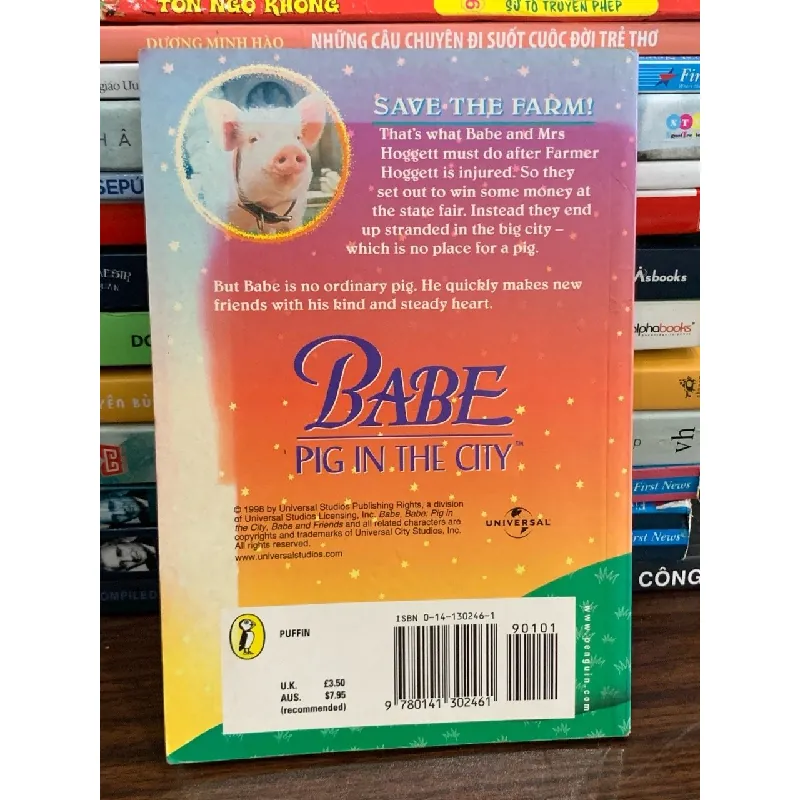 TÔN NGỘ KHÔNG
SỨ TỔ TRUYỀN PHÉP
DƯƠNG MINH HÀO
NHỮNG CÂU CHUYỆN ĐI SUỐT CUỘC ĐỜI TRẺ THƠ
SAVE THE FARM!
That's what Babe and Mrs
Hoggett must do after Farmer
Hoggett is injured. So they
set out to win some money at
the state fair. Instead they end
up stranded in the big city –
which is no place for a pig.
But Babe is no ordinary pig. He quickly makes new
friends with his kind and steady heart.
BABE
PIG IN THE CITY™
© 1998 by Universal Studios Publishing Rights, a division
of Universal Studios Licensing, Inc. Babe, Babe: Pig in
the City, Babe and Friends and all related characters are
copyrights and trademarks of Universal City Studios, Inc.
All rights reserved.
www.universalstudios.com
UNIVERSAL
PUFFIN
U.K. £3.50
AUS. $7.95
(recommended)
ISBN 0-14-130246-1
90101
9 780141 302461
www.penguin.com
Asbooks
alphabooks
vh
First News
First News
CÔNG
OMPILED